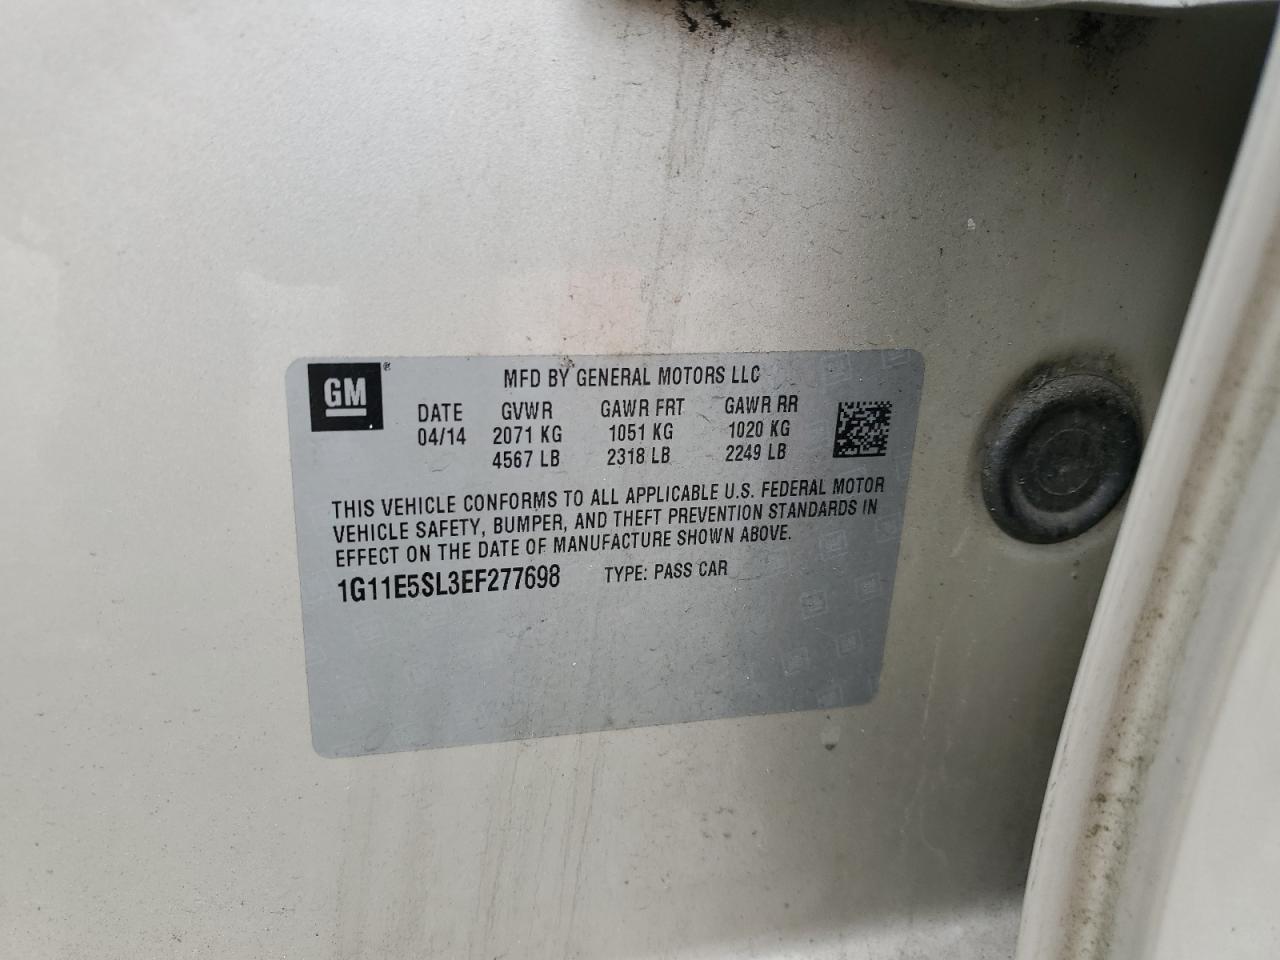 GM®
MFD BY GENERAL MOTORS LLC
DATE GVWR GAWR FRT GAWR RR
04/14 2071 KG 1051 KG 1020 KG
4567 LB 2318 LB 2249 LB
THIS VEHICLE CONFORMS TO ALL APPLICABLE U.S. FEDERAL MOTOR
VEHICLE SAFETY, BUMPER, AND THEFT PREVENTION STANDARDS IN
EFFECT ON THE DATE OF MANUFACTURE SHOWN ABOVE.
1G11E5SL3EF277698 TYPE: PASS CAR